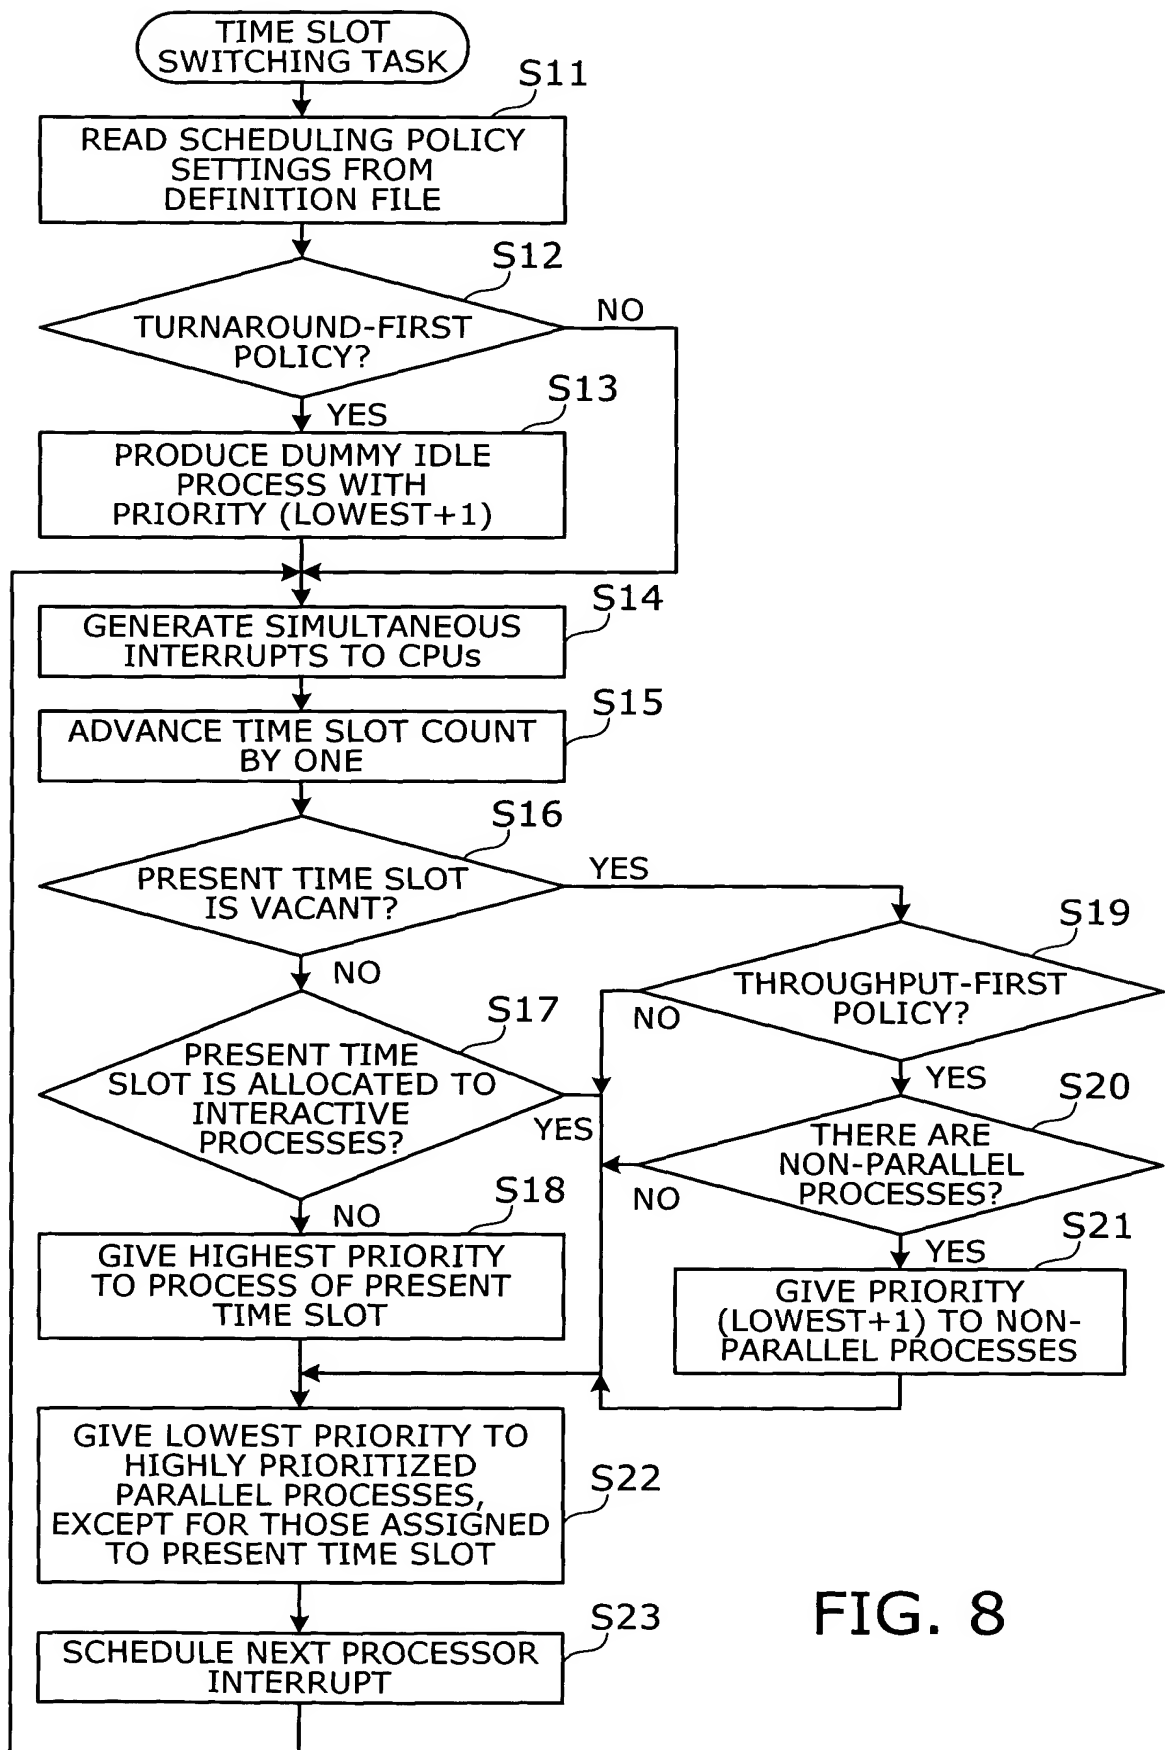 TIME SLOT
SWITCHING TASK
S11
READ SCHEDULING POLICY
SETTINGS FROM
DEFINITION FILE
S12
TURNAROUND-FIRST
POLICY?
NO
YES
S13
PRODUCE DUMMY IDLE
PROCESS WITH
PRIORITY (LOWEST+1)
S14
GENERATE SIMULTANEOUS
INTERRUPTS TO CPUs
S15
ADVANCE TIME SLOT COUNT
BY ONE
S16
PRESENT TIME SLOT
IS VACANT?
YES
NO
S17
PRESENT TIME
SLOT IS ALLOCATED TO
INTERACTIVE
PROCESSES?
YES
NO
S18
GIVE HIGHEST PRIORITY
TO PROCESS OF PRESENT
TIME SLOT
S19
THROUGHPUT-FIRST
POLICY?
NO
YES
S20
THERE ARE
NON-PARALLEL
PROCESSES?
NO
YES
S21
GIVE PRIORITY
(LOWEST+1) TO NON-
PARALLEL PROCESSES
S22
GIVE LOWEST PRIORITY TO
HIGHLY PRIORITIZED
PARALLEL PROCESSES,
EXCEPT FOR THOSE ASSIGNED
TO PRESENT TIME SLOT
S23
SCHEDULE NEXT PROCESSOR
INTERRUPT
FIG. 8